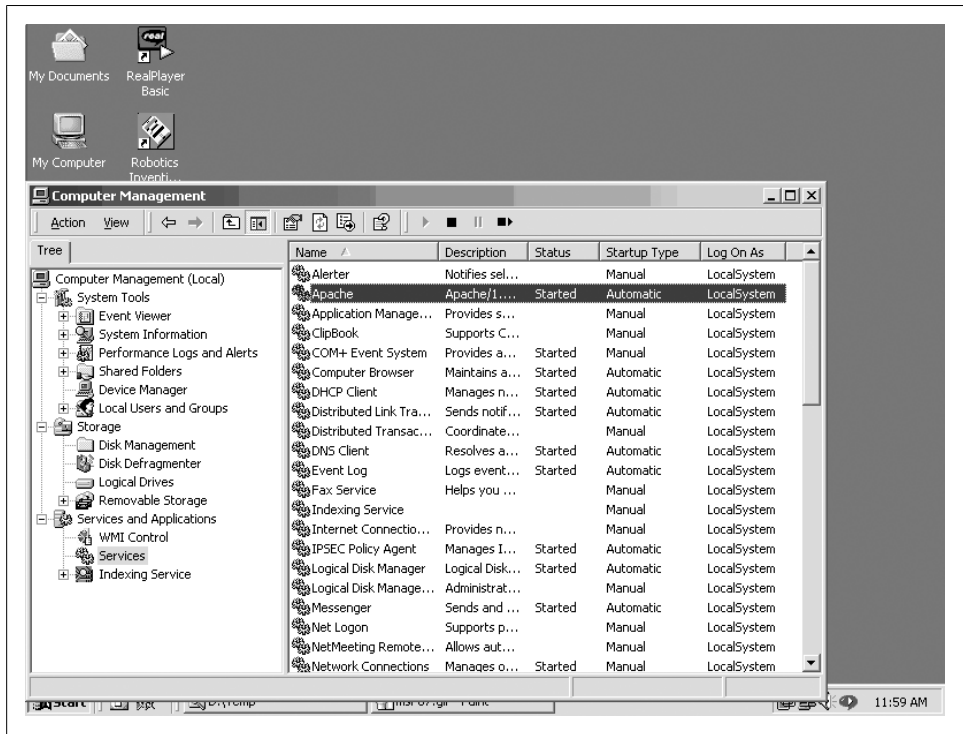 My Documents
RealPlayer
Basic
My Computer
Robotics
Inventi...
Computer Management
Action View
Tree
Name Description Status Startup Type Log On As
Computer Management (Local)
System Tools
Event Viewer
System Information
Performance Logs and Alerts
Shared Folders
Device Manager
Local Users and Groups
Storage
Disk Management
Disk Defragmenter
Logical Drives
Removable Storage
Services and Applications
WMI Control
Services
Indexing Service
Alerter Notifies sel... Manual LocalSystem
Apache Apache/1.... Started Automatic LocalSystem
Application Manage... Provides s... Manual LocalSystem
ClipBook Supports C... Manual LocalSystem
COM+ Event System Provides a... Started Manual LocalSystem
Computer Browser Maintains a... Started Automatic LocalSystem
DHCP Client Manages n... Started Automatic LocalSystem
Distributed Link Tra... Sends notif... Started Automatic LocalSystem
Distributed Transac... Coordinate... Manual LocalSystem
DNS Client Resolves a... Started Automatic LocalSystem
Event Log Logs event... Started Automatic LocalSystem
Fax Service Helps you ... Manual LocalSystem
Indexing Service Manual LocalSystem
Internet Connectio... Provides n... Manual LocalSystem
IPSEC Policy Agent Manages I... Started Automatic LocalSystem
Logical Disk Manager Logical Disk... Started Automatic LocalSystem
Logical Disk Manage... Administrat... Manual LocalSystem
Messenger Sends and ... Started Automatic LocalSystem
Net Logon Supports p... Manual LocalSystem
NetMeeting Remote... Allows aut... Manual LocalSystem
Network Connections Manages o... Started Manual LocalSystem
Start D:\Temp Paint 11:59 AM